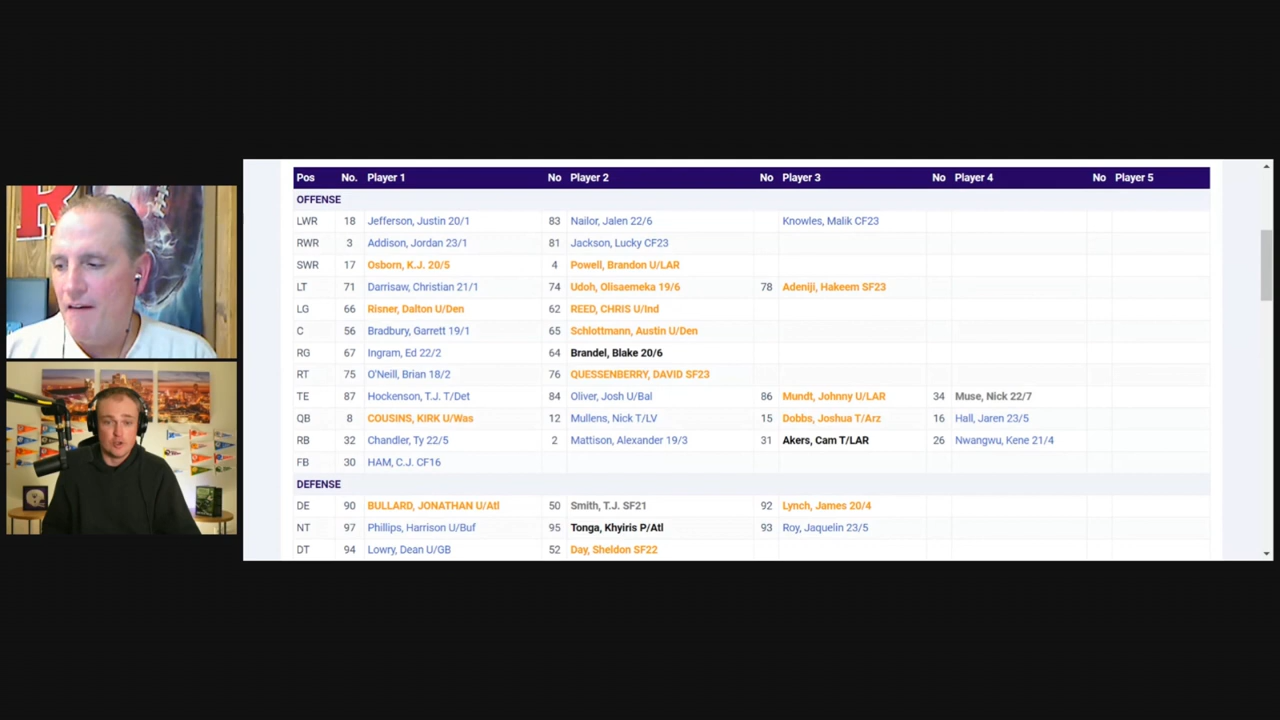 R
Pos No. Player 1 No Player 2 No Player 3 No Player 4 No Player 5
OFFENSE
LWR 18 Jefferson, Justin 20/1 83 Nailor, Jalen 22/6 Knowles, Malik CF23
RWR 3 Addison, Jordan 23/1 81 Jackson, Lucky CF23
SWR 17 Osborn, K.J. 20/5 4 Powell, Brandon U/LAR
LT 71 Darrisaw, Christian 21/1 74 Udoh, Olisaemeka 19/6 78 Adeniji, Hakeem SF23
LG 66 Risner, Dalton U/Den 62 REED, CHRIS U/Ind
C 56 Bradbury, Garrett 19/1 65 Schlottmann, Austin U/Den
RG 67 Ingram, Ed 22/2 64 Brandel, Blake 20/6
RT 75 O'Neill, Brian 18/2 76 QUESSENBERRY, DAVID SF23
TE 87 Hockenson, T.J. T/Det 84 Oliver, Josh U/Bal 86 Mundt, Johnny U/LAR 34 Muse, Nick 22/7
QB 8 COUSINS, KIRK U/Was 12 Mullens, Nick T/LV 15 Dobbs, Joshua T/Arz 16 Hall, Jaren 23/5
RB 32 Chandler, Ty 22/5 2 Mattison, Alexander 19/3 31 Akers, Cam T/LAR 26 Nwangwu, Kene 21/4
FB 30 HAM, C.J. CF16
DEFENSE
DE 90 BULLARD, JONATHAN U/Atl 50 Smith, T.J. SF21 92 Lynch, James 20/4
NT 97 Phillips, Harrison U/Buf 95 Tonga, Khyiris P/Atl 93 Roy, Jaquelin 23/5
DT 94 Lowry, Dean U/GB 52 Day, Sheldon SF22